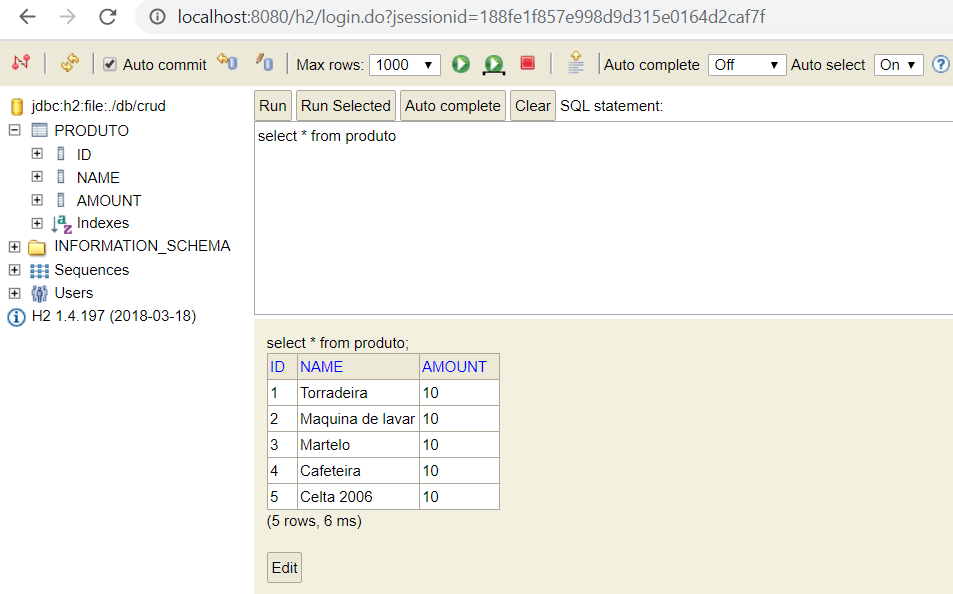 localhost:8080/h2/login.do?jsessionid=188fe1f857e998d9d315e0164d2caf7f
Auto commit Max rows: 1000 Auto complete Off Auto select On ?
jdbc:h2:file:./db/crud
PRODUTO
ID
NAME
AMOUNT
Indexes
INFORMATION_SCHEMA
Sequences
Users
H2 1.4.197 (2018-03-18)
Run Run Selected Auto complete Clear SQL statement:
select * from produto
select * from produto;
ID NAME AMOUNT
1 Torradeira 10
2 Maquina de lavar 10
3 Martelo 10
4 Cafeteira 10
5 Celta 2006 10
(5 rows, 6 ms)
Edit